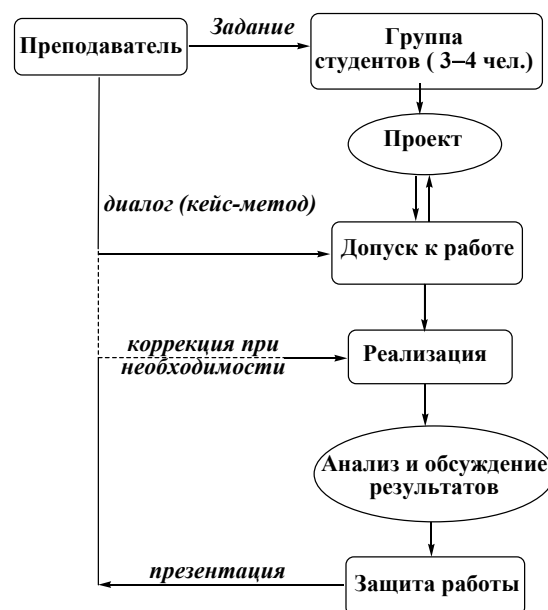 Преподаватель
Задание
Группа
студентов ( 3–4 чел.)
Проект
диалог (кейс-метод)
Допуск к работе
коррекция при
необходимости
Реализация
Анализ и обсуждение
результатов
презентация
Защита работы